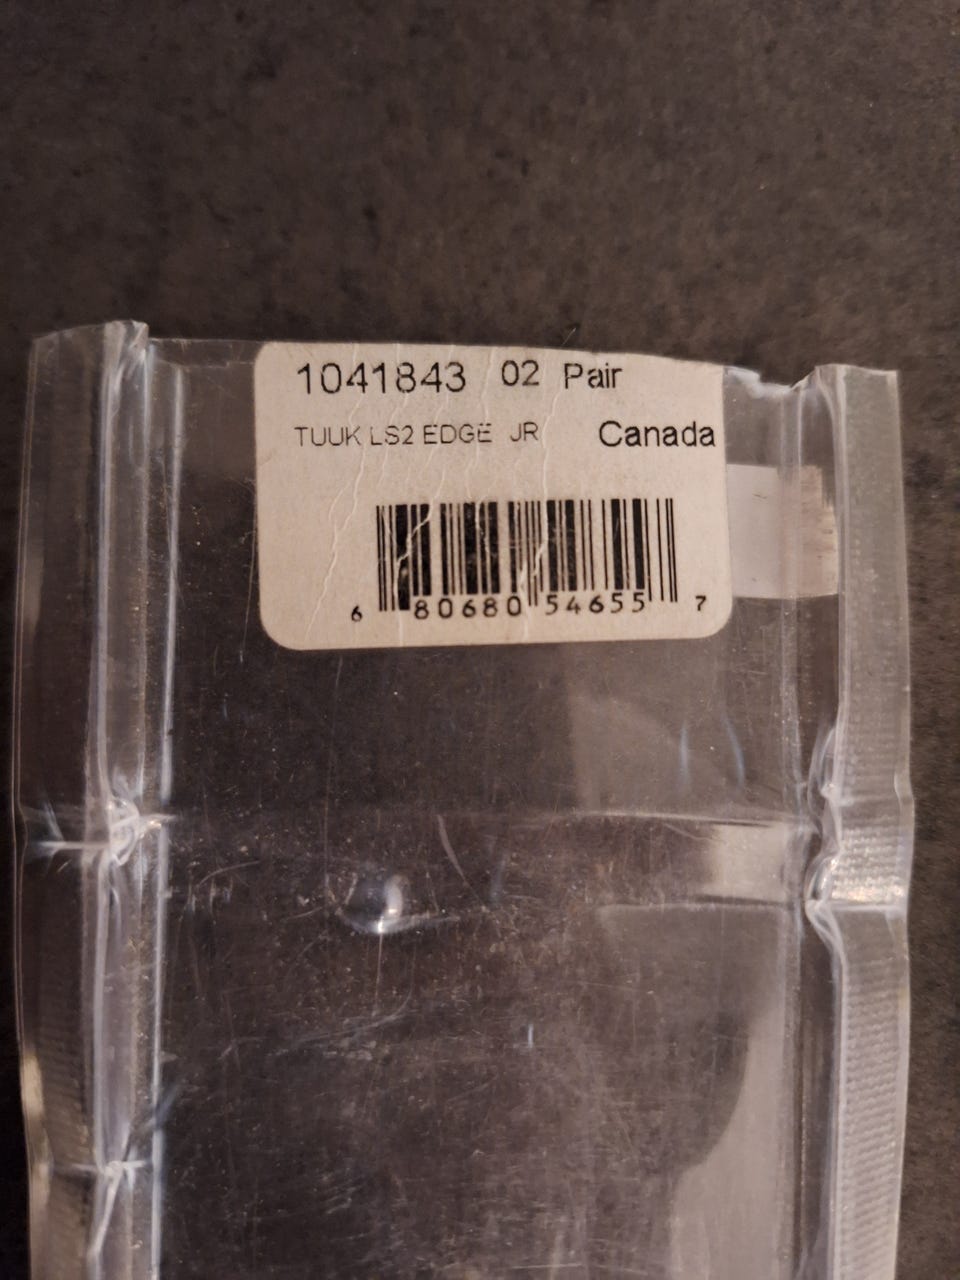 1041843 02 Pair
TUUK LS2 EDGE JR Canada
6 80680 54655 7